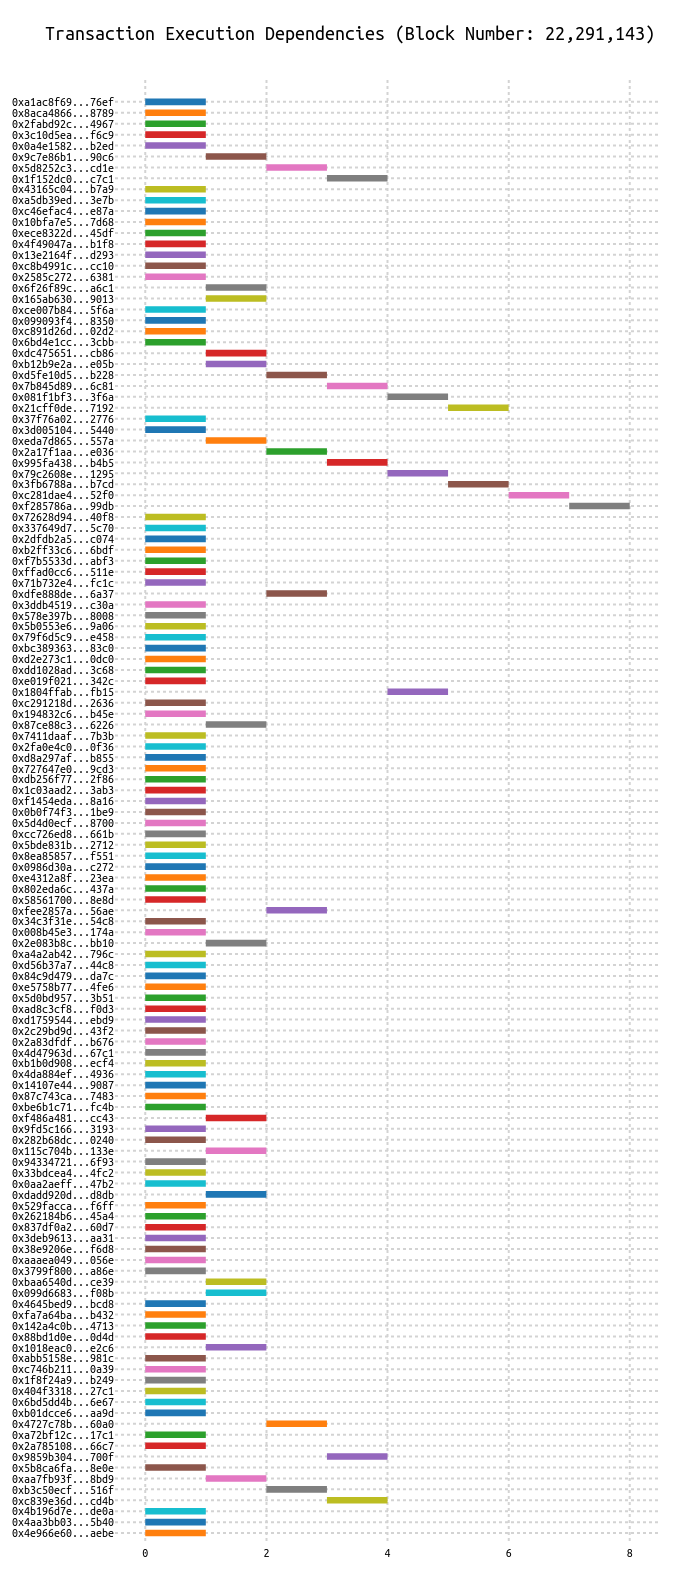 Transaction Execution Dependencies (Block Number: 22,291,143)
0xa1ac8f69...76ef
0x8aca4866...8789
0x2fabd92c...4967
0x3c10d5ea...f6c9
0x0a4e1582...b2ed
0x9c7e86b1...90c6
0x5d8252c3...cd1e
0x1f152dc0...c7c1
0x43165c04...b7a9
0xa5db39ed...3e7b
0xc46efac4...e87a
0x10bfa7e5...7d68
0xece8322d...45df
0x4f49047a...b1f8
0x13e2164f...d293
0xc8b4991c...cc10
0x2585c272...6381
0x6f26f89c...a6c1
0x165ab630...9013
0xce007b84...5f6a
0x099093f4...8350
0xc891d26d...02d2
0x6bd4e1cc...3cbb
0xdc475651...cb86
0xb12b9e2a...e05b
0xd5fe10d5...b228
0x7b845d89...6c81
0x081f1bf3...3f6a
0x21cff0de...7192
0x37f76a02...2776
0x3d005104...5440
0xeda7d865...557a
0x2a17f1aa...e036
0x995fa438...b4b5
0x79c2608e...1295
0x3fb6788a...b7cd
0xc281dae4...52f0
0xf285786a...99db
0x72628d94...40f8
0x337649d7...5c70
0x2dfdb2a5...c074
0xb2ff33c6...6bdf
0xf7b5533d...abf3
0xffad0cc6...511e
0x71b732e4...fc1c
0xdfe888de...6a37
0x3ddb4519...c30a
0x578e397b...8008
0x5b0553e6...9a06
0x79f6d5c9...e458
0xbc389363...83c0
0xd2e273c1...0dc0
0xdd1028ad...3c68
0xe019f021...342c
0x1804ffab...fb15
0xc291218d...2636
0x194832c6...b45e
0x87ce88c3...6226
0x7411daaf...7b3b
0x2fa0e4c0...0f36
0xd8a297af...b855
0x727647e0...9cd3
0xdb256f77...2f86
0x1c03aad2...3ab3
0xf1454eda...8a16
0x0b0f74f3...1be9
0x5d4d0ecf...8700
0xcc726ed8...661b
0x5bde831b...2712
0x8ea85857...f551
0x0986d30a...c272
0xe4312a8f...23ea
0x802eda6c...437a
0x58561700...8e8d
0xfee2857a...56ae
0x34c3f31e...54c8
0x008b45e3...174a
0x2e083b8c...bb10
0xa4a2ab42...796c
0xd56b37a7...44c8
0x84c9d479...da7c
0xe5758b77...4fe6
0x5d0bd957...3b51
0xad8c3cf8...f0d3
0xd1759544...ebd9
0x2c29bd9d...43f2
0x2a83dfdf...b676
0x4d47963d...67c1
0xb1b0d908...ecf4
0x4da884ef...4936
0x14107e44...9087
0x87c743ca...7483
0xbe6b1c71...fc4b
0xf486a481...cc43
0x9fd5c166...3193
0x282b68dc...0240
0x115c704b...133e
0x94334721...6f93
0x33bdcea4...4fc2
0x0aa2aeff...47b2
0xdadd920d...d8db
0x529facca...f6ff
0x262184b6...45a4
0x837df0a2...60d7
0x3deb9613...aa31
0x38e9206e...f6d8
0xaaaea049...056e
0x3799f800...a86e
0xbaa6540d...ce39
0x099d6683...f08b
0x4645bed9...bcd8
0xfa7a64ba...b432
0x142a4c0b...4713
0x88bd1d0e...0d4d
0x1018eac0...e2c6
0xabb5158e...981c
0xc746b211...0a39
0x1f8f24a9...b249
0x404f3318...27c1
0x6bd5dd4b...6e67
0xb01dcce6...aa9d
0x4727c78b...60a0
0xa72bf12c...17c1
0x2a785108...66c7
0x9859b304...700f
0x5b8ca6fa...8e0e
0xaa7fb93f...8bd9
0xb3c50ecf...516f
0xc839e36d...cd4b
0x4b196d7e...de0a
0x4aa3bb03...5b40
0x4e966e60...aebe
0 2 4 6 8